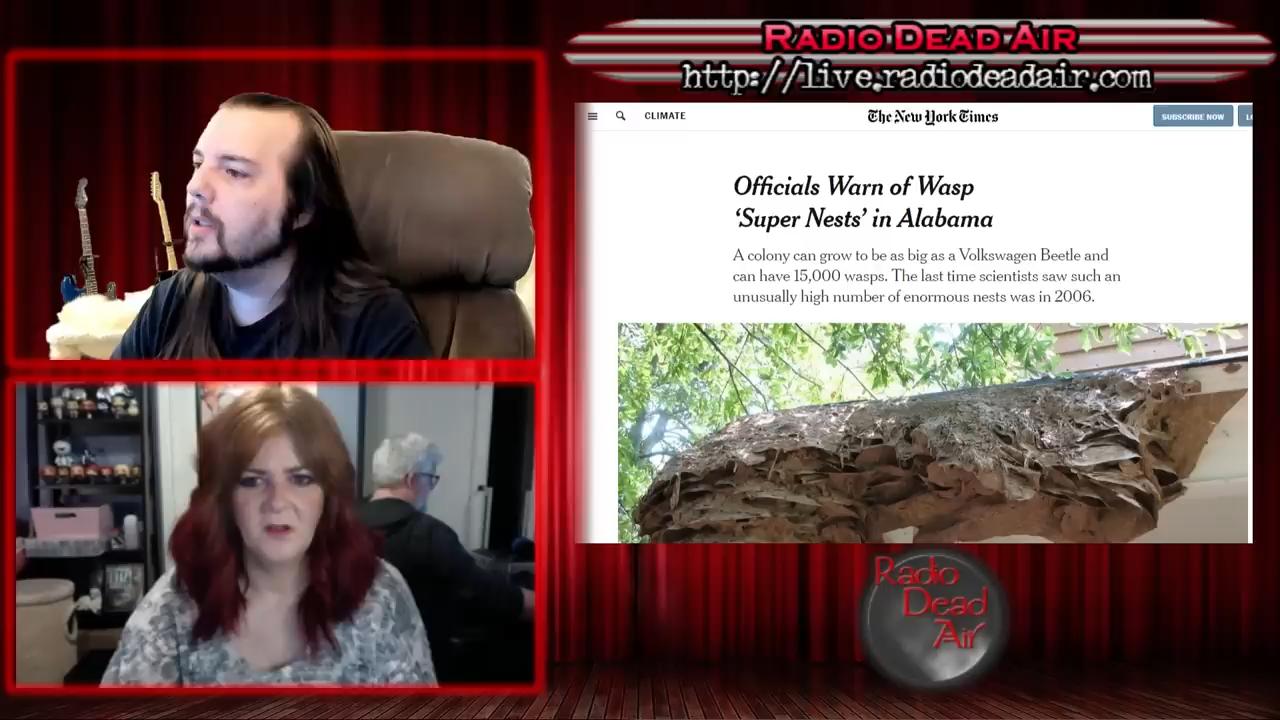 RADIO DEAD AIR
http://live.radiodeadair.com
CLIMATE
The New York Times
SUBSCRIBE NOW
LO
Officials Warn of Wasp
‘Super Nests’ in Alabama
A colony can grow to be as big as a Volkswagen Beetle and
can have 15,000 wasps. The last time scientists saw such an
unusually high number of enormous nests was in 2006.
Radio
Dead
Air